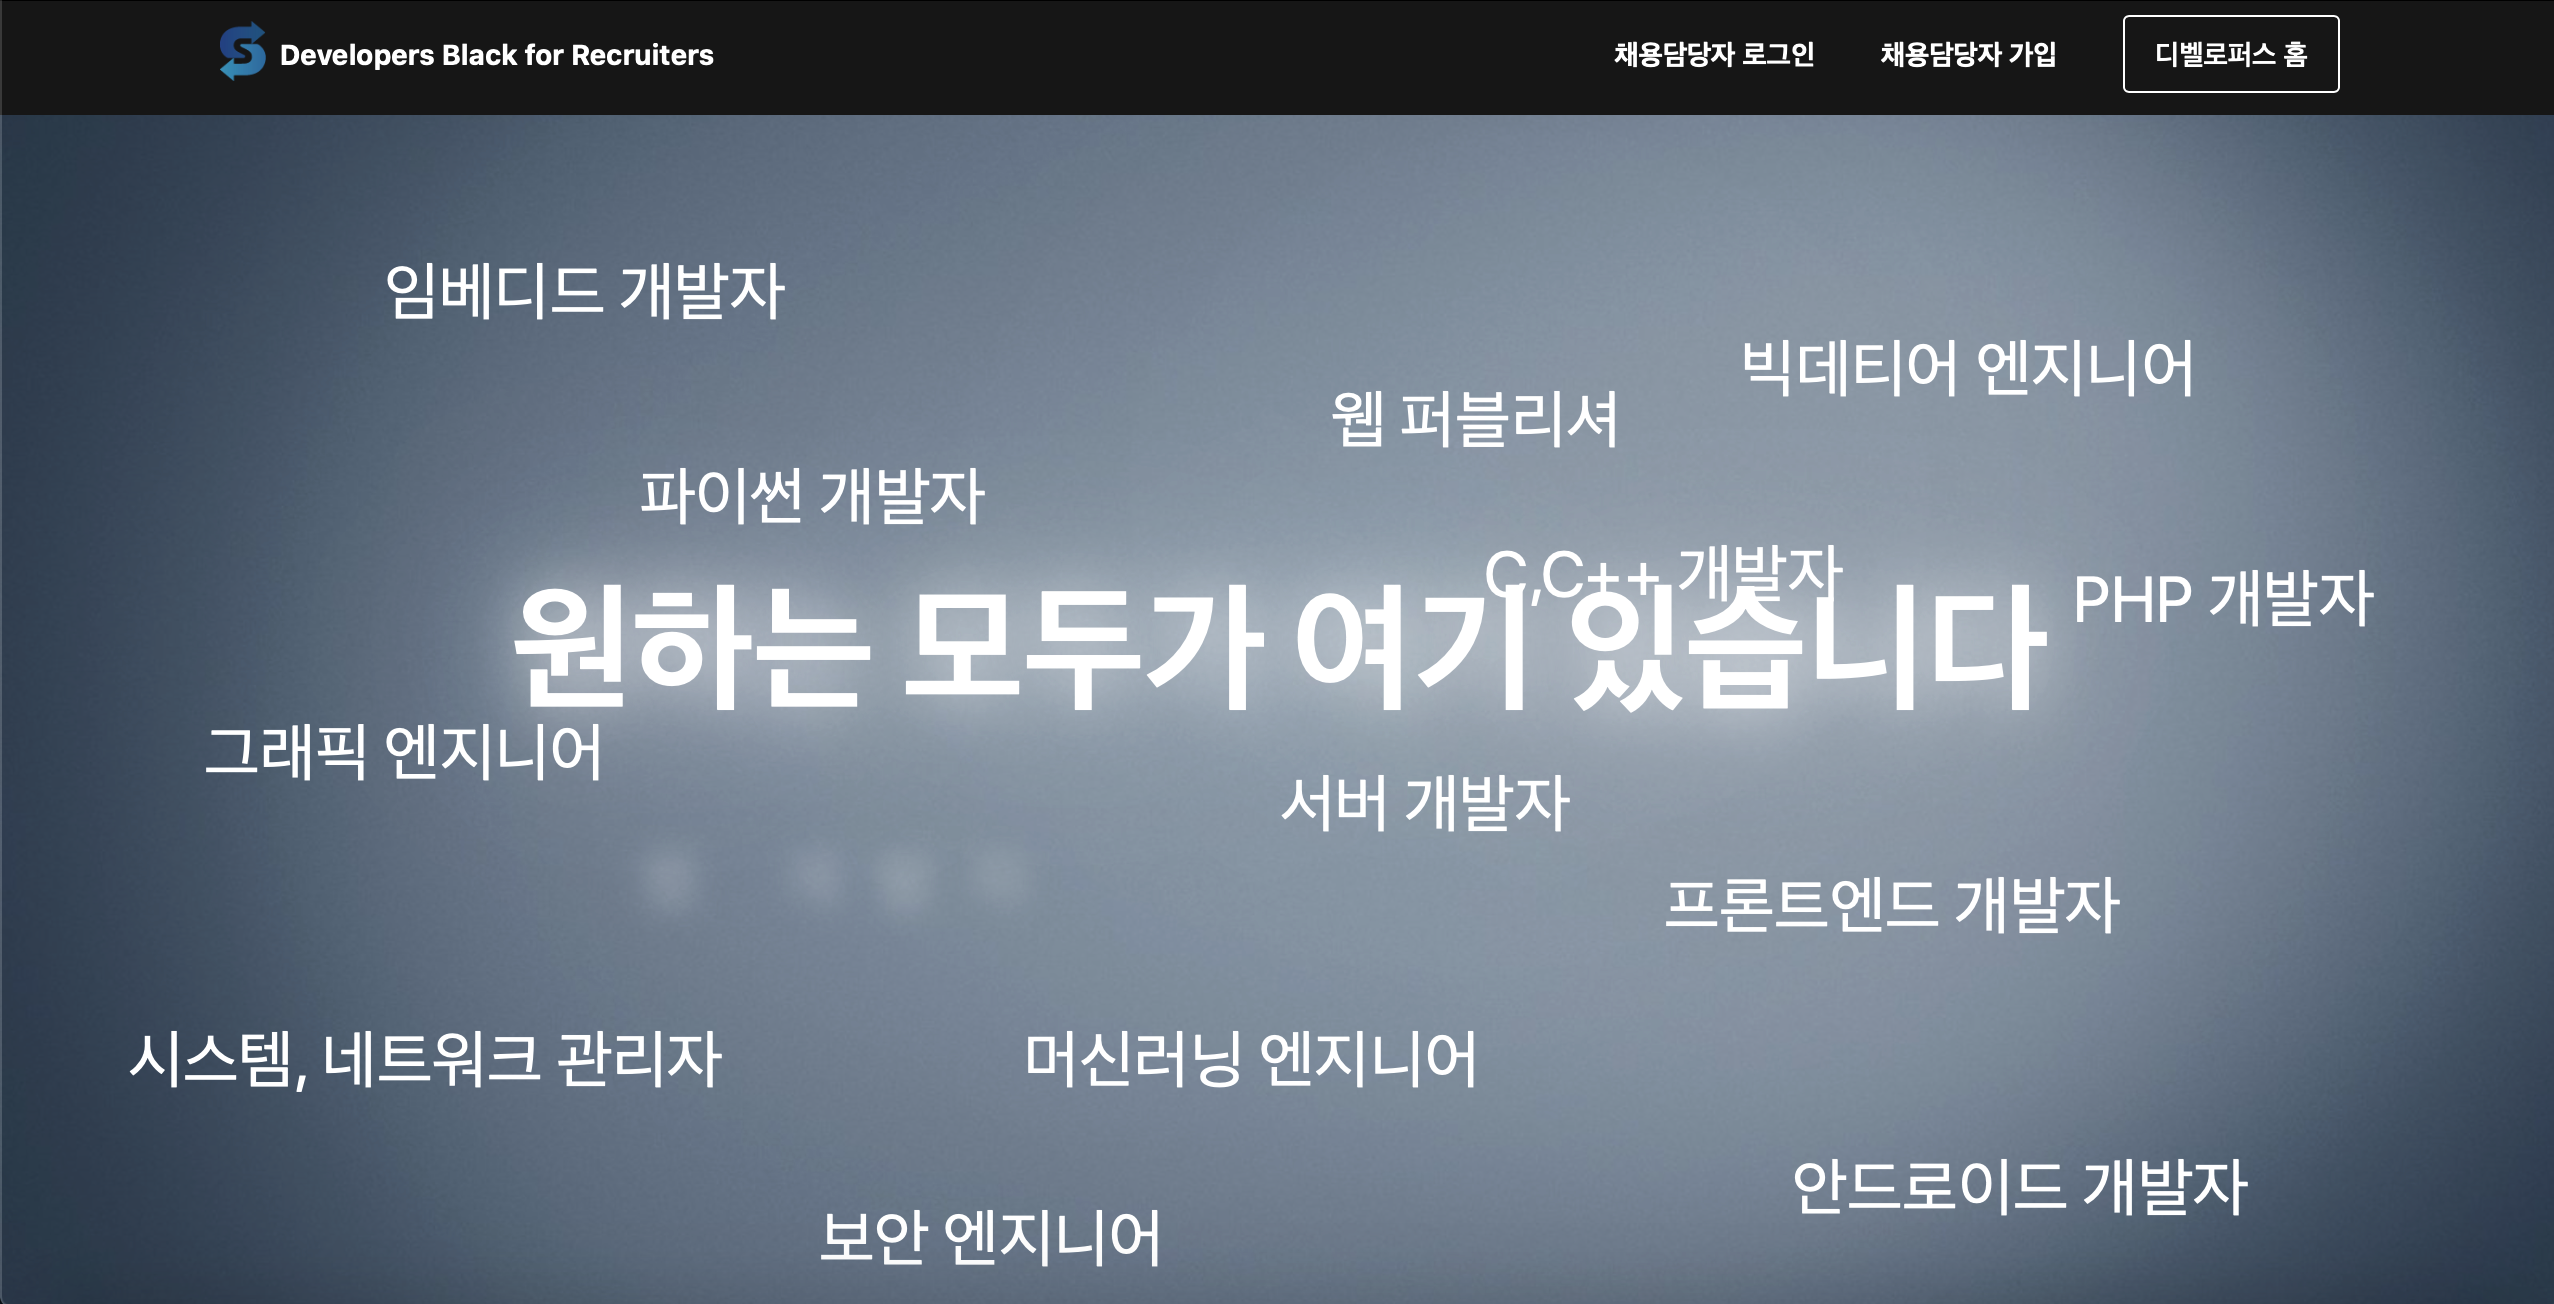 Developers Black for Recruiters
채용담당자 로그인
채용담당자 가입
디벨로퍼스 홈
임베디드 개발자
빅데티어 엔지니어
웹 퍼블리셔
파이썬 개발자
C,C++ 개발자
PHP 개발자
원하는 모두가 여기 있습니다
그래픽 엔지니어
서버 개발자
프론트엔드 개발자
시스템, 네트워크 관리자
머신러닝 엔지니어
안드로이드 개발자
보안 엔지니어